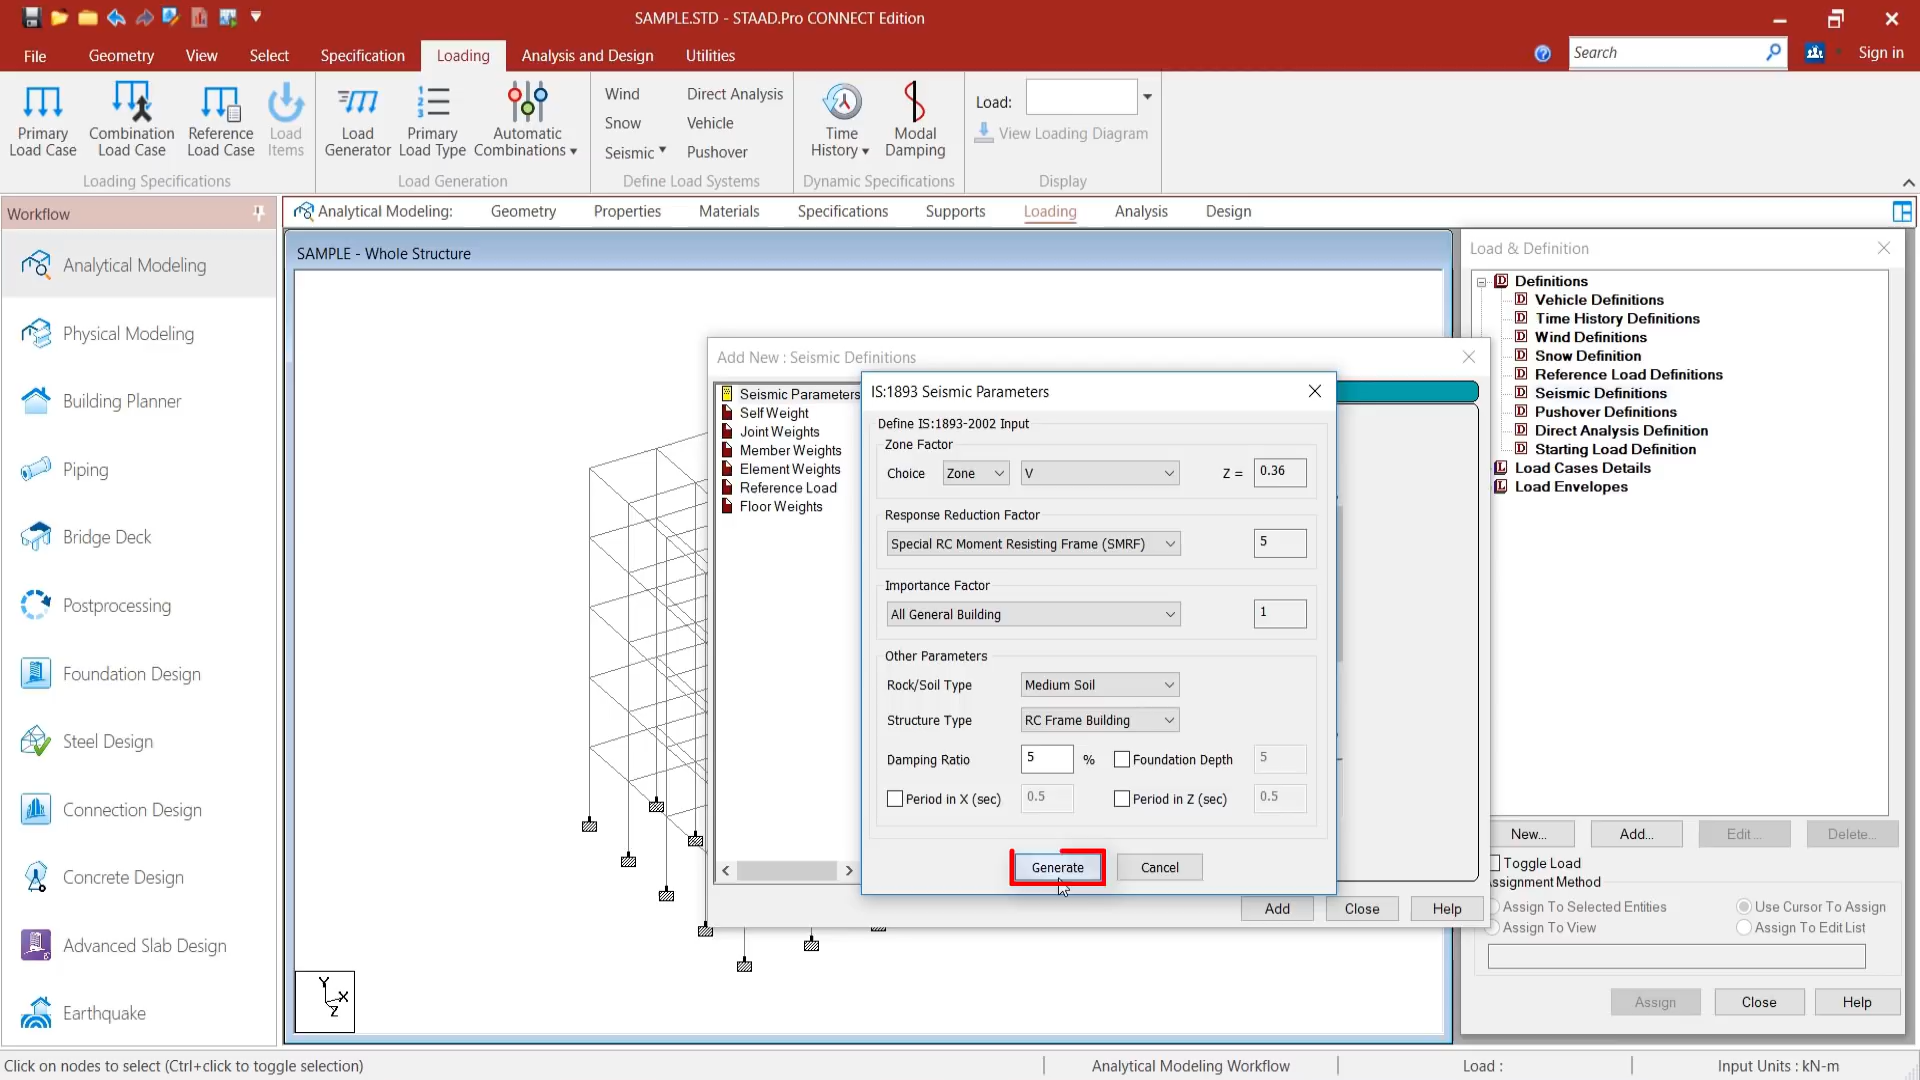 SAMPLE.STD - STAAD.Pro CONNECT Edition
File Geometry View Select Specification Loading Analysis and Design Utilities
Search
Sign in
Primary Load Case
Combination Load Case
Reference Load Case
Load Items
Loading Specifications
Load Generator
Primary Load Type
Automatic Combinations
Load Generation
Wind
Snow
Seismic
Direct Analysis
Vehicle
Pushover
Define Load Systems
Time History
Modal Damping
Dynamic Specifications
Load:
View Loading Diagram
Display
Workflow
Analytical Modeling
Physical Modeling
Building Planner
Piping
Bridge Deck
Postprocessing
Foundation Design
Steel Design
Connection Design
Concrete Design
Advanced Slab Design
Earthquake
Analytical Modeling: Geometry Properties Materials Specifications Supports Loading Analysis Design
SAMPLE - Whole Structure
Y
X
Z
Add New : Seismic Definitions
Seismic Parameters
Self Weight
Joint Weights
Member Weights
Element Weights
Reference Load
Floor Weights
Add
Close
Help
IS:1893 Seismic Parameters
Define IS:1893-2002 Input
Zone Factor
Choice Zone V Z = 0.36
Response Reduction Factor
Special RC Moment Resisting Frame (SMRF) 5
Importance Factor
All General Building 1
Other Parameters
Rock/Soil Type Medium Soil
Structure Type RC Frame Building
Damping Ratio 5 % Foundation Depth 5
Period in X (sec) 0.5 Period in Z (sec) 0.5
Generate
Cancel
Load & Definition
Definitions
Vehicle Definitions
Time History Definitions
Wind Definitions
Snow Definition
Reference Load Definitions
Seismic Definitions
Pushover Definitions
Direct Analysis Definition
Starting Load Definition
Load Cases Details
Load Envelopes
New... Add... Edit... Delete...
Toggle Load
ssignment Method
Assign To Selected Entities Use Cursor To Assign
Assign To View Assign To Edit List
Assign Close Help
Click on nodes to select (Ctrl+click to toggle selection)
Analytical Modeling Workflow
Load :
Input Units : kN-m